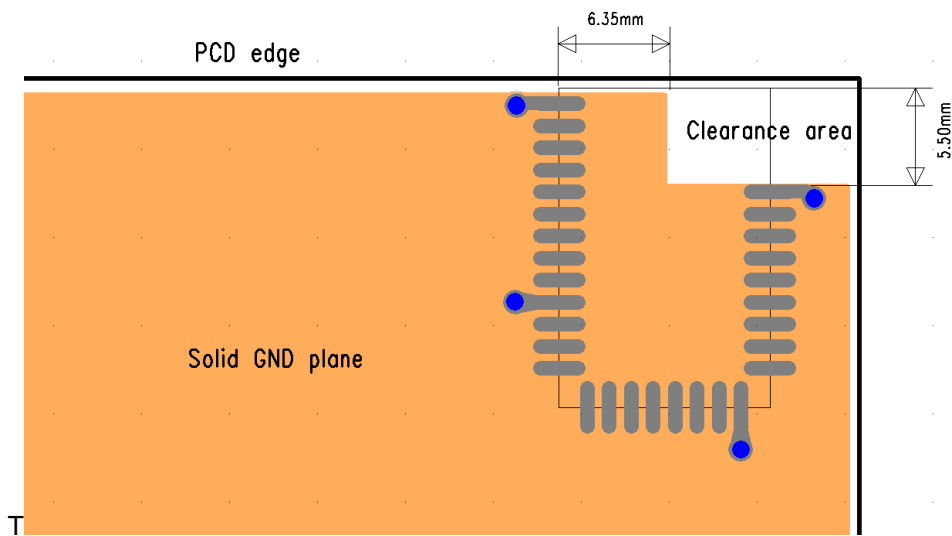 6.35mm
PCD edge
Clearance area
5.50mm
Solid GND plane
T